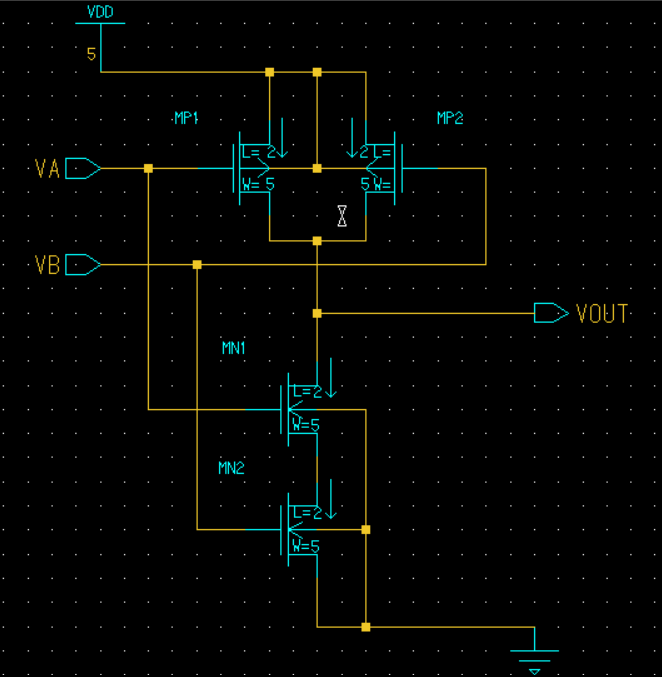 VDD
5
MP1
MP2
L= 2
2 L=
W= 5
5 W=
VA
VB
VOUT
MN1
L=2
W=5
MN2
L=2
W=5